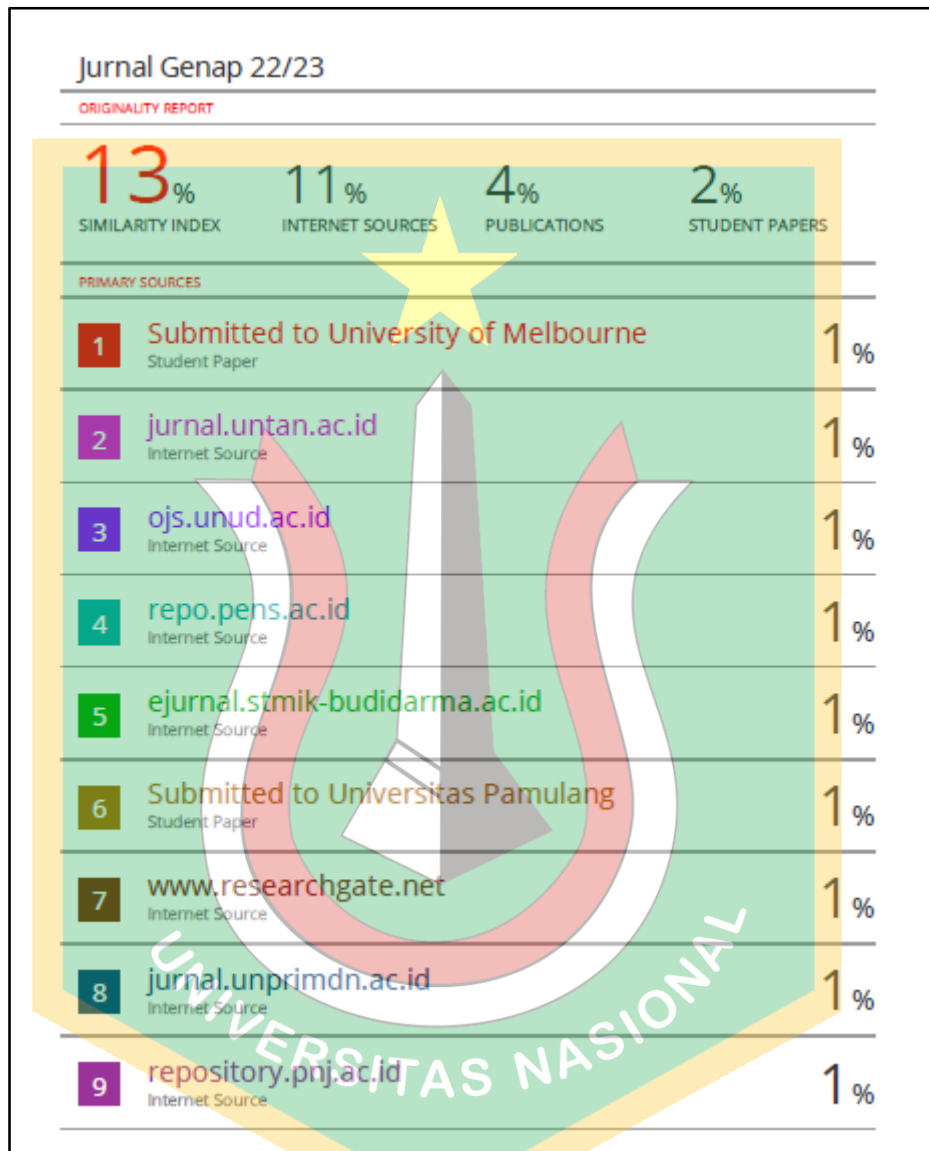 Jurnal Genap 22/23
ORIGINALITY REPORT
13% 11% 4% 2%
SIMILARITY INDEX INTERNET SOURCES PUBLICATIONS STUDENT PAPERS
PRIMARY SOURCES
1 Submitted to University of Melbourne 1%
Student Paper
2 jurnal.untan.ac.id 1%
Internet Source
3 ojs.unud.ac.id 1%
Internet Source
4 repo.pens.ac.id 1%
Internet Source
5 ejurnal.stmik-budidarma.ac.id 1%
Internet Source
6 Submitted to Universitas Pamulang 1%
Student Paper
7 www.researchgate.net 1%
Internet Source
8 jurnal.unprimdn.ac.id 1%
Internet Source
9 repository.pnj.ac.id 1%
Internet Source
UNIVERSITAS NASIONAL